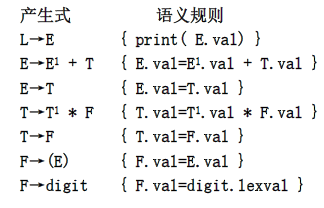 产生式 语义规则
L→E { print( E.val) }
E→E¹ + T { E.val=E¹.val + T.val }
E→T { E.val=T.val }
T→T¹ * F { T.val=T¹.val * F.val }
T→F { T.val=F.val }
F→(E) { F.val=E.val }
F→digit { F.val=digit.lexval }